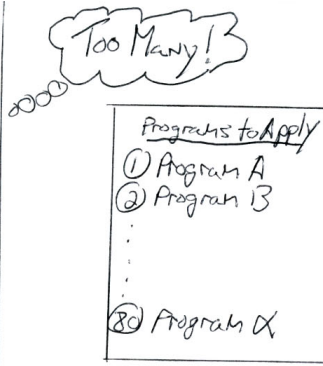 Too Many!
Programs to Apply
① Program A
② Program B
80 Program α